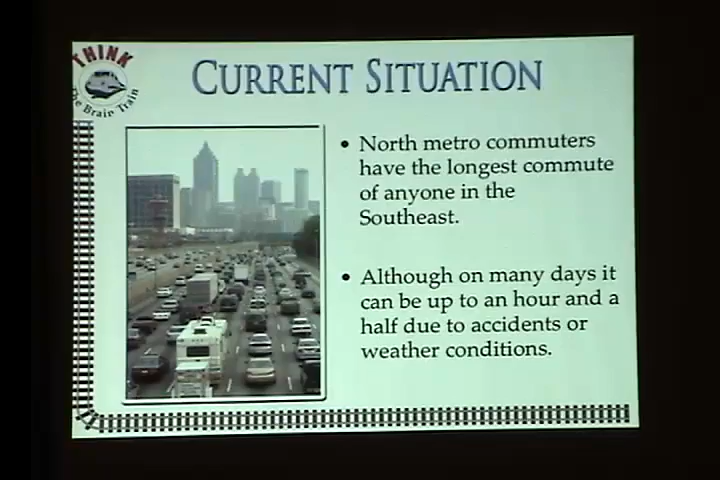 THINK
The Brain Train
CURRENT SITUATION
• North metro commuters
have the longest commute
of anyone in the
Southeast.
• Although on many days it
can be up to an hour and a
half due to accidents or
weather conditions.